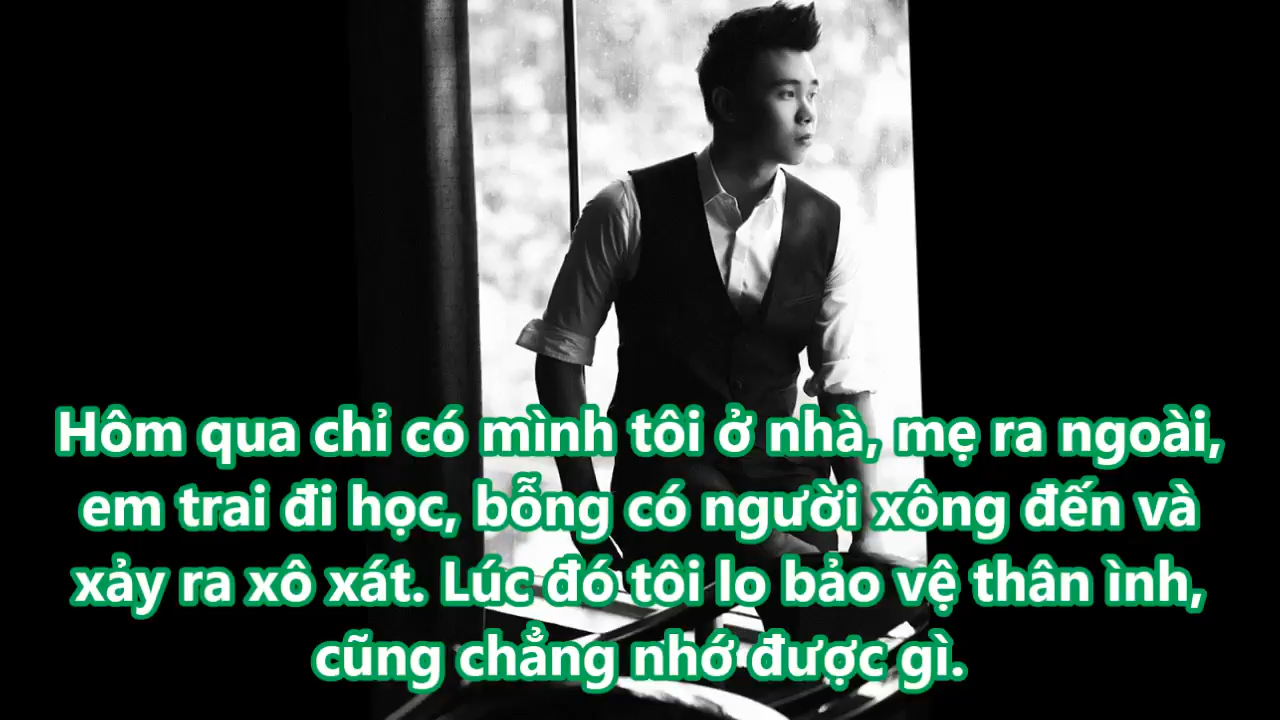 Hôm qua chỉ có mình tôi ở nhà, mẹ ra ngoài,
em trai đi học, bỗng có người xông đến và
xảy ra xô xát. Lúc đó tôi lo bảo vệ thân ình,
cũng chẳng nhớ được gì.